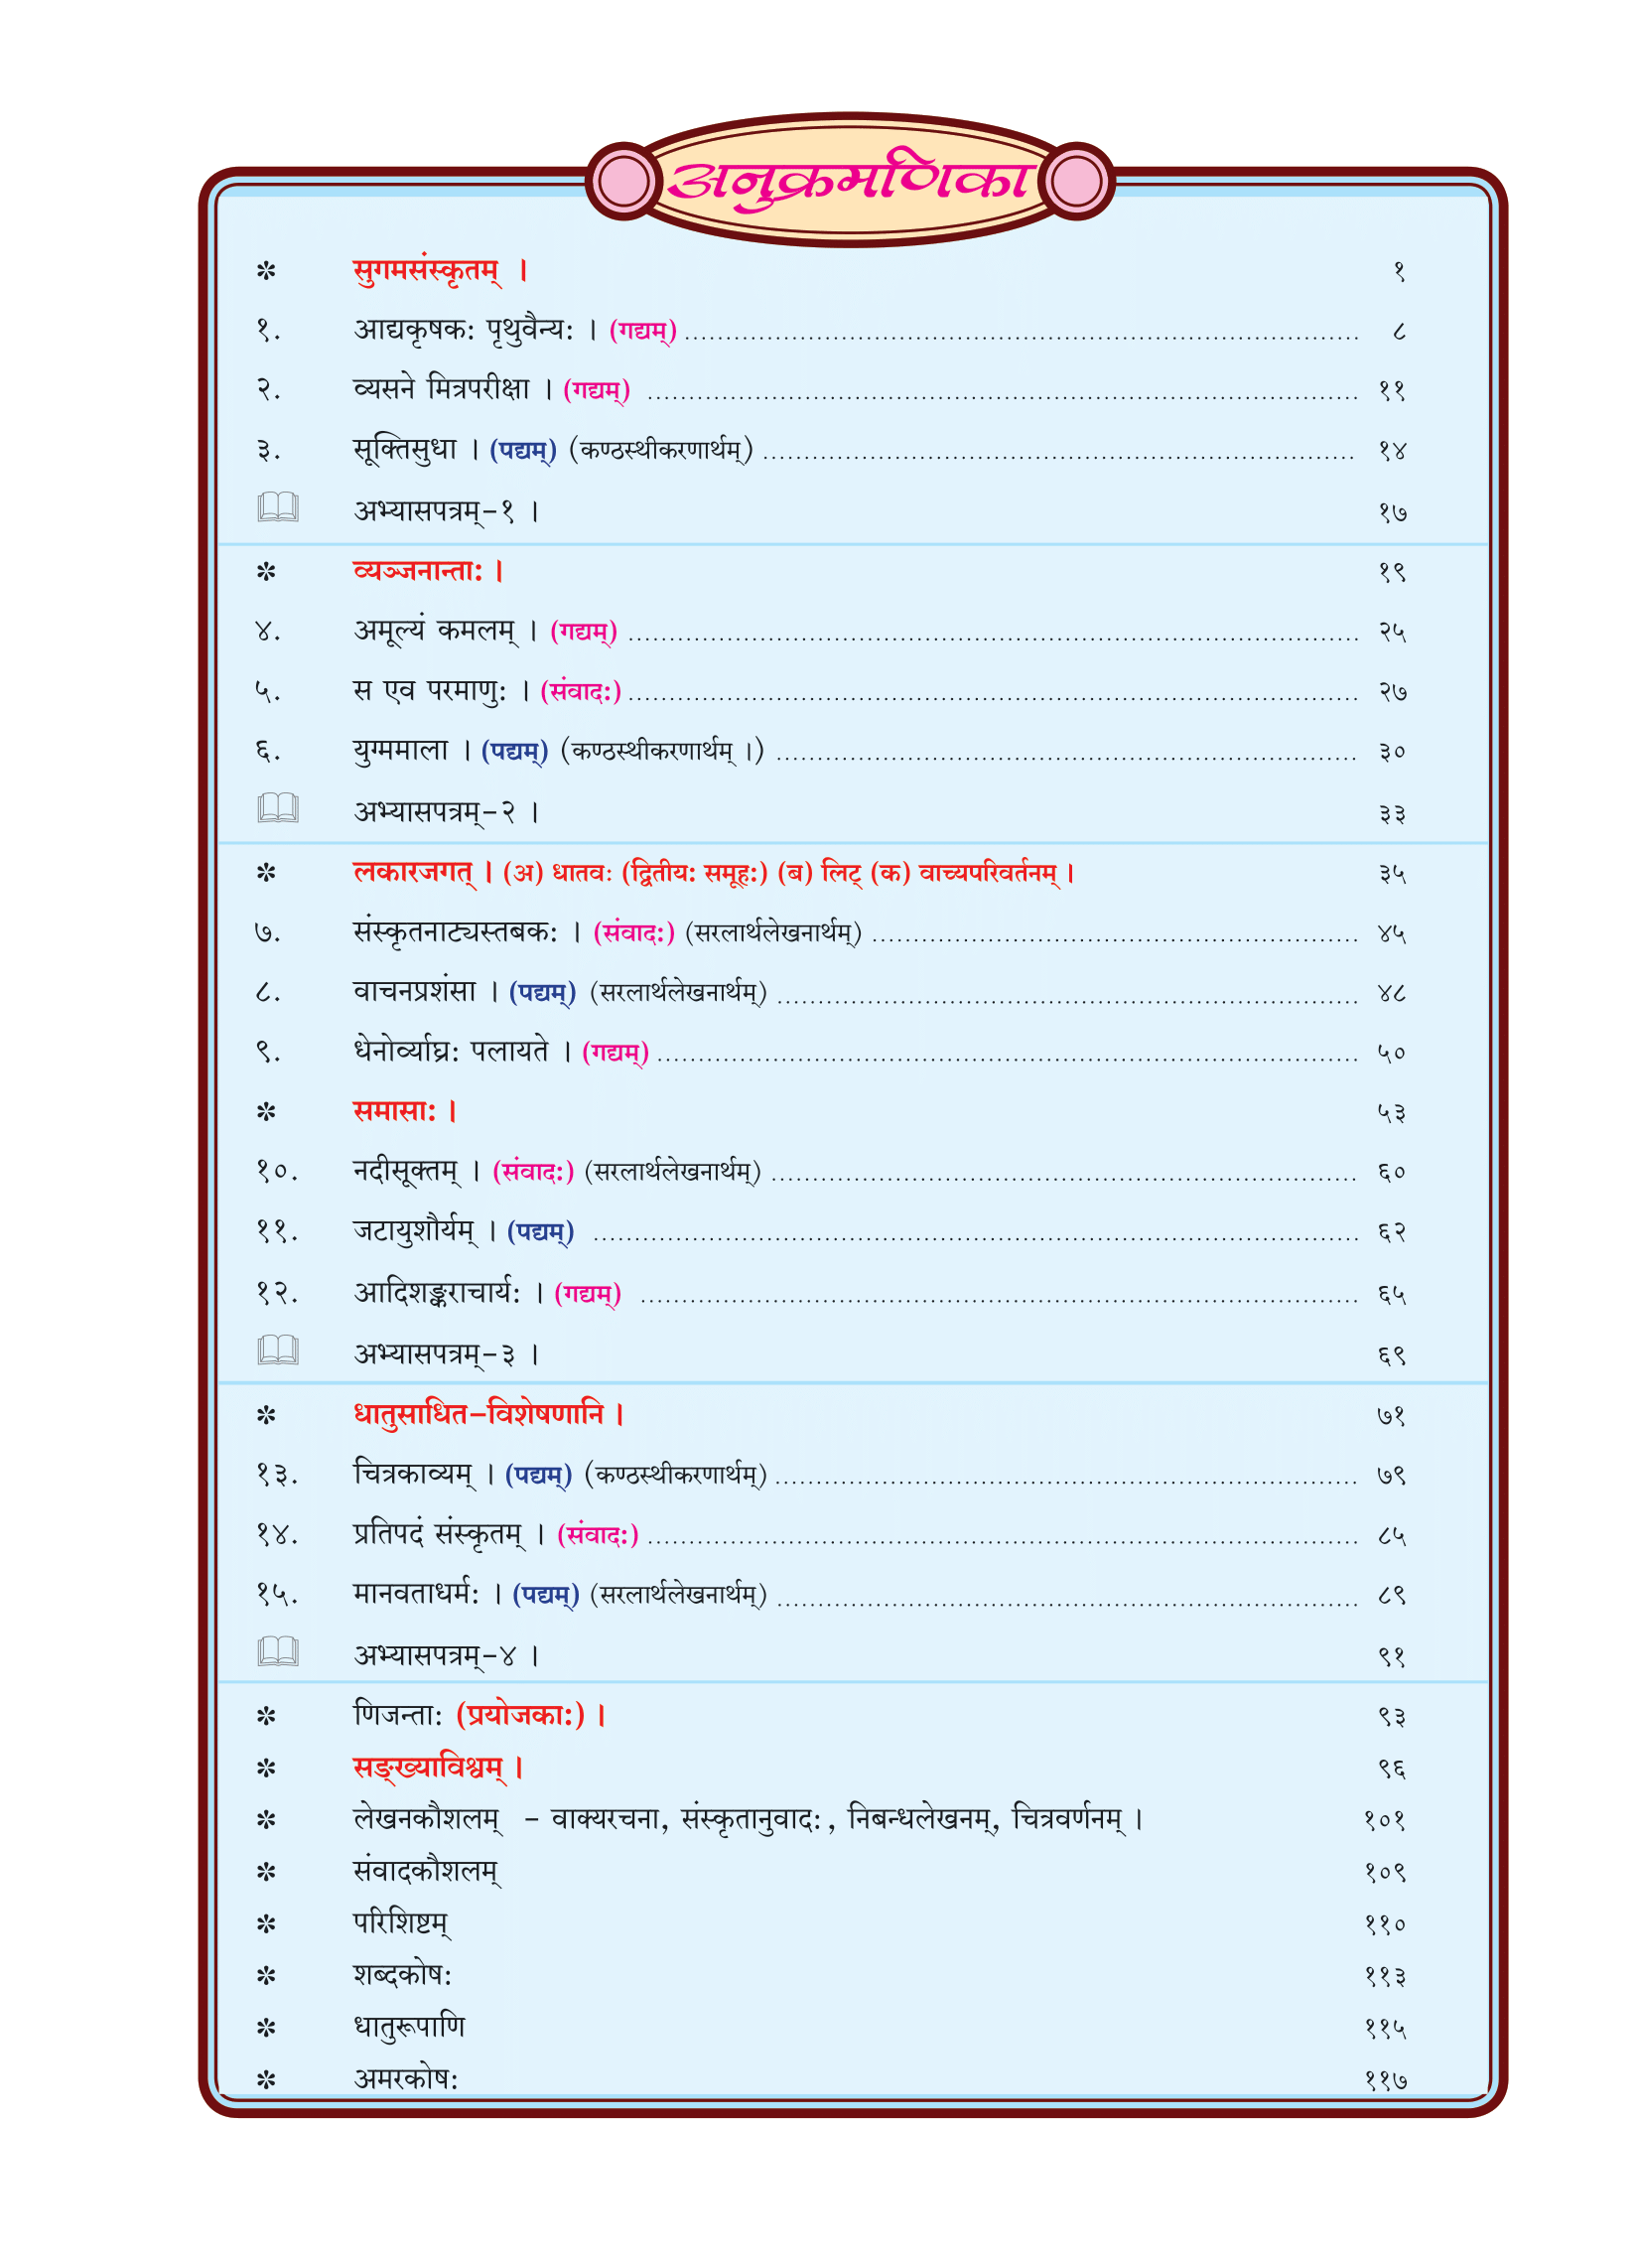 अनुक्रमणिका
✽ सुगमसंस्कृतम् । १
१. आद्यकृषकः पृथुवैन्यः । (गद्यम्) ........ ८
२. व्यसने मित्रपरीक्षा । (गद्यम्) ........ ११
३. सूक्तिसुधा । (पद्यम्) (कण्ठस्थीकरणार्थम्) ........ १४
अभ्यासपत्रम्-१ । १७
✽ व्यञ्जनान्ताः । १९
४. अमूल्यं कमलम् । (गद्यम्) ........ २५
५. स एव परमाणुः । (संवादः) ........ २७
६. युग्ममाला । (पद्यम्) (कण्ठस्थीकरणार्थम् ।) ........ ३०
अभ्यासपत्रम्-२ । ३३
✽ लकारजगत् । (अ) धातवः (द्वितीयः समूहः) (ब) लिट् (क) वाच्यपरिवर्तनम् । ३५
७. संस्कृतनाट्यस्तबकः । (संवादः) (सरलार्थलेखनार्थम्) ........ ४५
८. वाचनप्रशंसा । (पद्यम्) (सरलार्थलेखनार्थम्) ........ ४८
९. धेनोर्व्याघ्रः पलायते । (गद्यम्) ........ ५०
✽ समासाः । ५३
१०. नदीसूक्तम् । (संवादः) (सरलार्थलेखनार्थम्) ........ ६०
११. जटायुशौर्यम् । (पद्यम्) ........ ६२
१२. आदिशङ्कराचार्यः । (गद्यम्) ........ ६५
अभ्यासपत्रम्-३ । ६९
✽ धातुसाधित-विशेषणानि । ७१
१३. चित्रकाव्यम् । (पद्यम्) (कण्ठस्थीकरणार्थम्) ........ ७९
१४. प्रतिपदं संस्कृतम् । (संवादः) ........ ८५
१५. मानवताधर्मः । (पद्यम्) (सरलार्थलेखनार्थम्) ........ ८९
अभ्यासपत्रम्-४ । ९१
✽ णिजन्ताः (प्रयोजकाः) । ९३
✽ सङ्ख्याविश्वम् । ९६
✽ लेखनकौशलम् - वाक्यरचना, संस्कृतानुवादः, निबन्धलेखनम्, चित्रवर्णनम् । १०१
✽ संवादकौशलम् १०९
✽ परिशिष्टम् ११०
✽ शब्दकोषः ११३
✽ धातुरूपाणि ११५
✽ अमरकोषः ११७